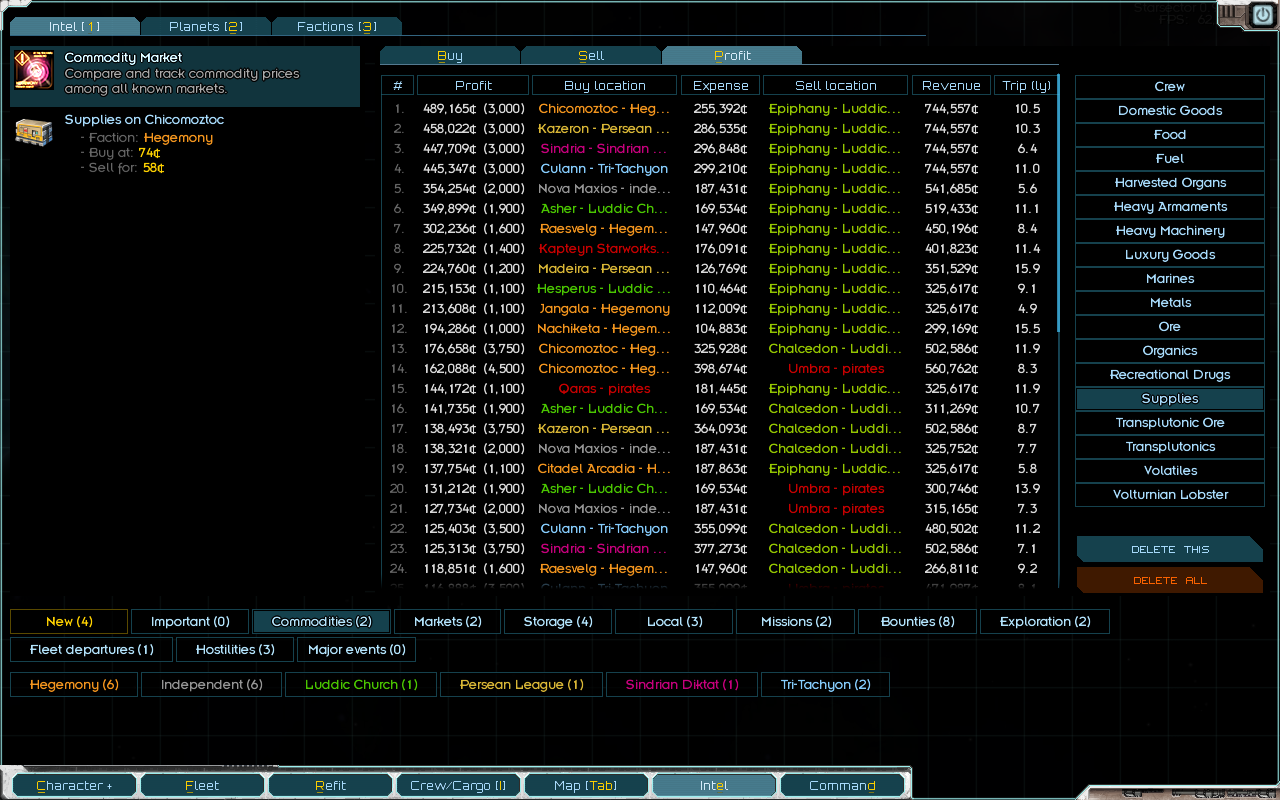 Starsector 0.
FPS: 62
Intel [1] Planets [2] Factions [3]
Commodity Market
Compare and track commodity prices
among all known markets.
Supplies on Chicomoztoc
- Faction: Hegemony
- Buy at: 74¢
- Sell for: 58¢
Buy Sell Profit
# Profit Buy location Expense Sell location Revenue Trip (ly)
1. 489,165¢ (3,000) Chicomoztoc - Heg... 255,392¢ Epiphany - Luddic... 744,557¢ 10.5
2. 458,022¢ (3,000) Kazeron - Persean ... 286,535¢ Epiphany - Luddic... 744,557¢ 10.3
3. 447,709¢ (3,000) Sindria - Sindrian ... 296,848¢ Epiphany - Luddic... 744,557¢ 6.4
4. 445,347¢ (3,000) Culann - Tri-Tachyon 299,210¢ Epiphany - Luddic... 744,557¢ 11.0
5. 354,254¢ (2,000) Nova Maxios - inde... 187,431¢ Epiphany - Luddic... 541,685¢ 5.6
6. 349,899¢ (1,900) Asher - Luddic Ch... 169,534¢ Epiphany - Luddic... 519,433¢ 11.1
7. 302,236¢ (1,600) Raesvelg - Hegem... 147,960¢ Epiphany - Luddic... 450,196¢ 8.4
8. 225,732¢ (1,400) Kapteyn Starworks... 176,091¢ Epiphany - Luddic... 401,823¢ 11.4
9. 224,760¢ (1,200) Madeira - Persean ... 126,769¢ Epiphany - Luddic... 351,529¢ 15.9
10. 215,153¢ (1,100) Hesperus - Luddic ... 110,464¢ Epiphany - Luddic... 325,617¢ 9.1
11. 213,608¢ (1,100) Jangala - Hegemony 112,009¢ Epiphany - Luddic... 325,617¢ 4.9
12. 194,286¢ (1,000) Nachiketa - Hegem... 104,883¢ Epiphany - Luddic... 299,169¢ 15.5
13. 176,658¢ (3,750) Chicomoztoc - Heg... 325,928¢ Chalcedon - Luddi... 502,586¢ 11.9
14. 162,088¢ (4,500) Chicomoztoc - Heg... 398,674¢ Umbra - pirates 560,762¢ 8.3
15. 144,172¢ (1,100) Qaras - pirates 181,445¢ Epiphany - Luddic... 325,617¢ 11.9
16. 141,735¢ (1,900) Asher - Luddic Ch... 169,534¢ Chalcedon - Luddi... 311,269¢ 10.7
17. 138,493¢ (3,750) Kazeron - Persean ... 364,093¢ Chalcedon - Luddi... 502,586¢ 8.7
18. 138,321¢ (2,000) Nova Maxios - inde... 187,431¢ Chalcedon - Luddi... 325,752¢ 7.7
19. 137,754¢ (1,100) Citadel Arcadia - H... 187,863¢ Epiphany - Luddic... 325,617¢ 5.8
20. 131,212¢ (1,900) Asher - Luddic Ch... 169,534¢ Umbra - pirates 300,746¢ 13.9
21. 127,734¢ (2,000) Nova Maxios - inde... 187,431¢ Umbra - pirates 315,165¢ 7.3
22. 125,403¢ (3,500) Culann - Tri-Tachyon 355,099¢ Chalcedon - Luddi... 480,502¢ 11.2
23. 125,313¢ (3,750) Sindria - Sindrian ... 377,273¢ Chalcedon - Luddi... 502,586¢ 7.1
24. 118,851¢ (1,600) Raesvelg - Hegem... 147,960¢ Chalcedon - Luddi... 266,811¢ 9.2
Crew
Domestic Goods
Food
Fuel
Harvested Organs
Heavy Armaments
Heavy Machinery
Luxury Goods
Marines
Metals
Ore
Organics
Recreational Drugs
Supplies
Transplutonic Ore
Transplutonics
Volatiles
Volturnian Lobster
DELETE THIS
DELETE ALL
New (4) Important (0) Commodities (2) Markets (2) Storage (4) Local (3) Missions (2) Bounties (8) Exploration (2)
Fleet departures (1) Hostilities (3) Major events (0)
Hegemony (6) Independent (6) Luddic Church (1) Persean League (1) Sindrian Diktat (1) Tri-Tachyon (2)
Character + Fleet Refit Crew/Cargo [I] Map [Tab] Intel Command